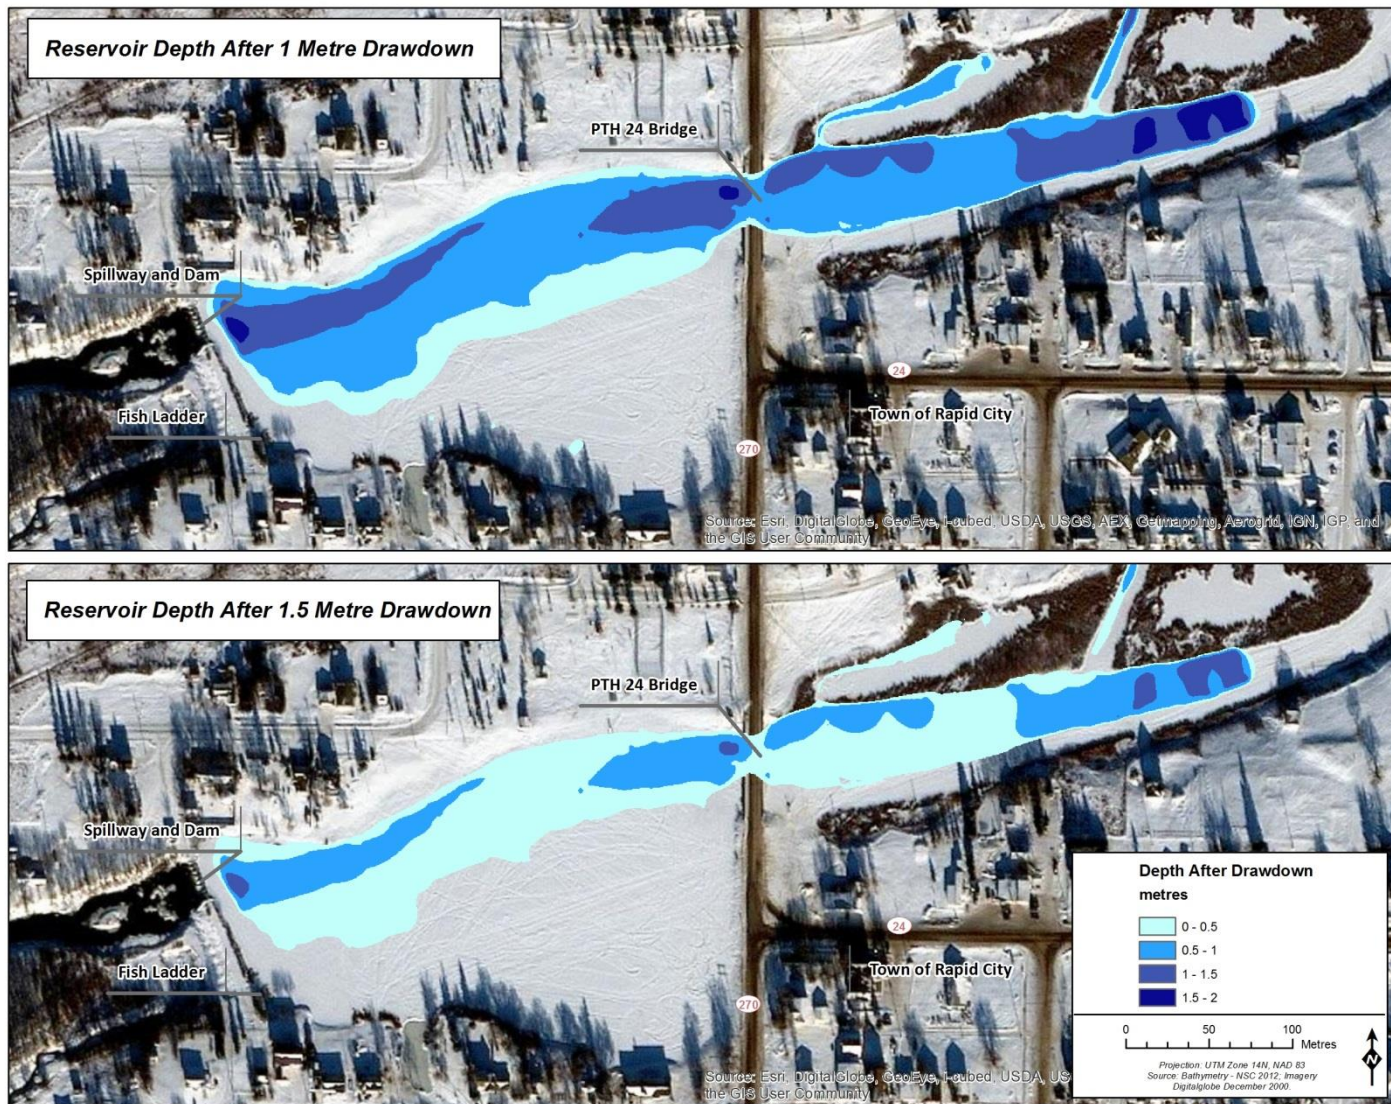 Reservoir Depth After 1 Metre Drawdown
PTH 24 Bridge
Spillway and Dam
24
Fish Ladder
Town of Rapid City
270
Source: Esri, DigitalGlobe, GeoEye, i-cubed, USDA, USGS, AEX, Getmapping, Aerogrid, IGN, IGP, and
the GIS User Community
Reservoir Depth After 1.5 Metre Drawdown
PTH 24 Bridge
Spillway and Dam
24
Fish Ladder
Town of Rapid City
270
Source: Esri, DigitalGlobe, GeoEye, i-cubed, USDA, US
the GIS User Community
Depth After Drawdown
metres
0 - 0.5
0.5 - 1
1 - 1.5
1.5 - 2
0 50 100
Metres
N
Projection: UTM Zone 14N, NAD 83
Source: Bathymetry - NSC 2012; Imagery
Digitalglobe December 2000.